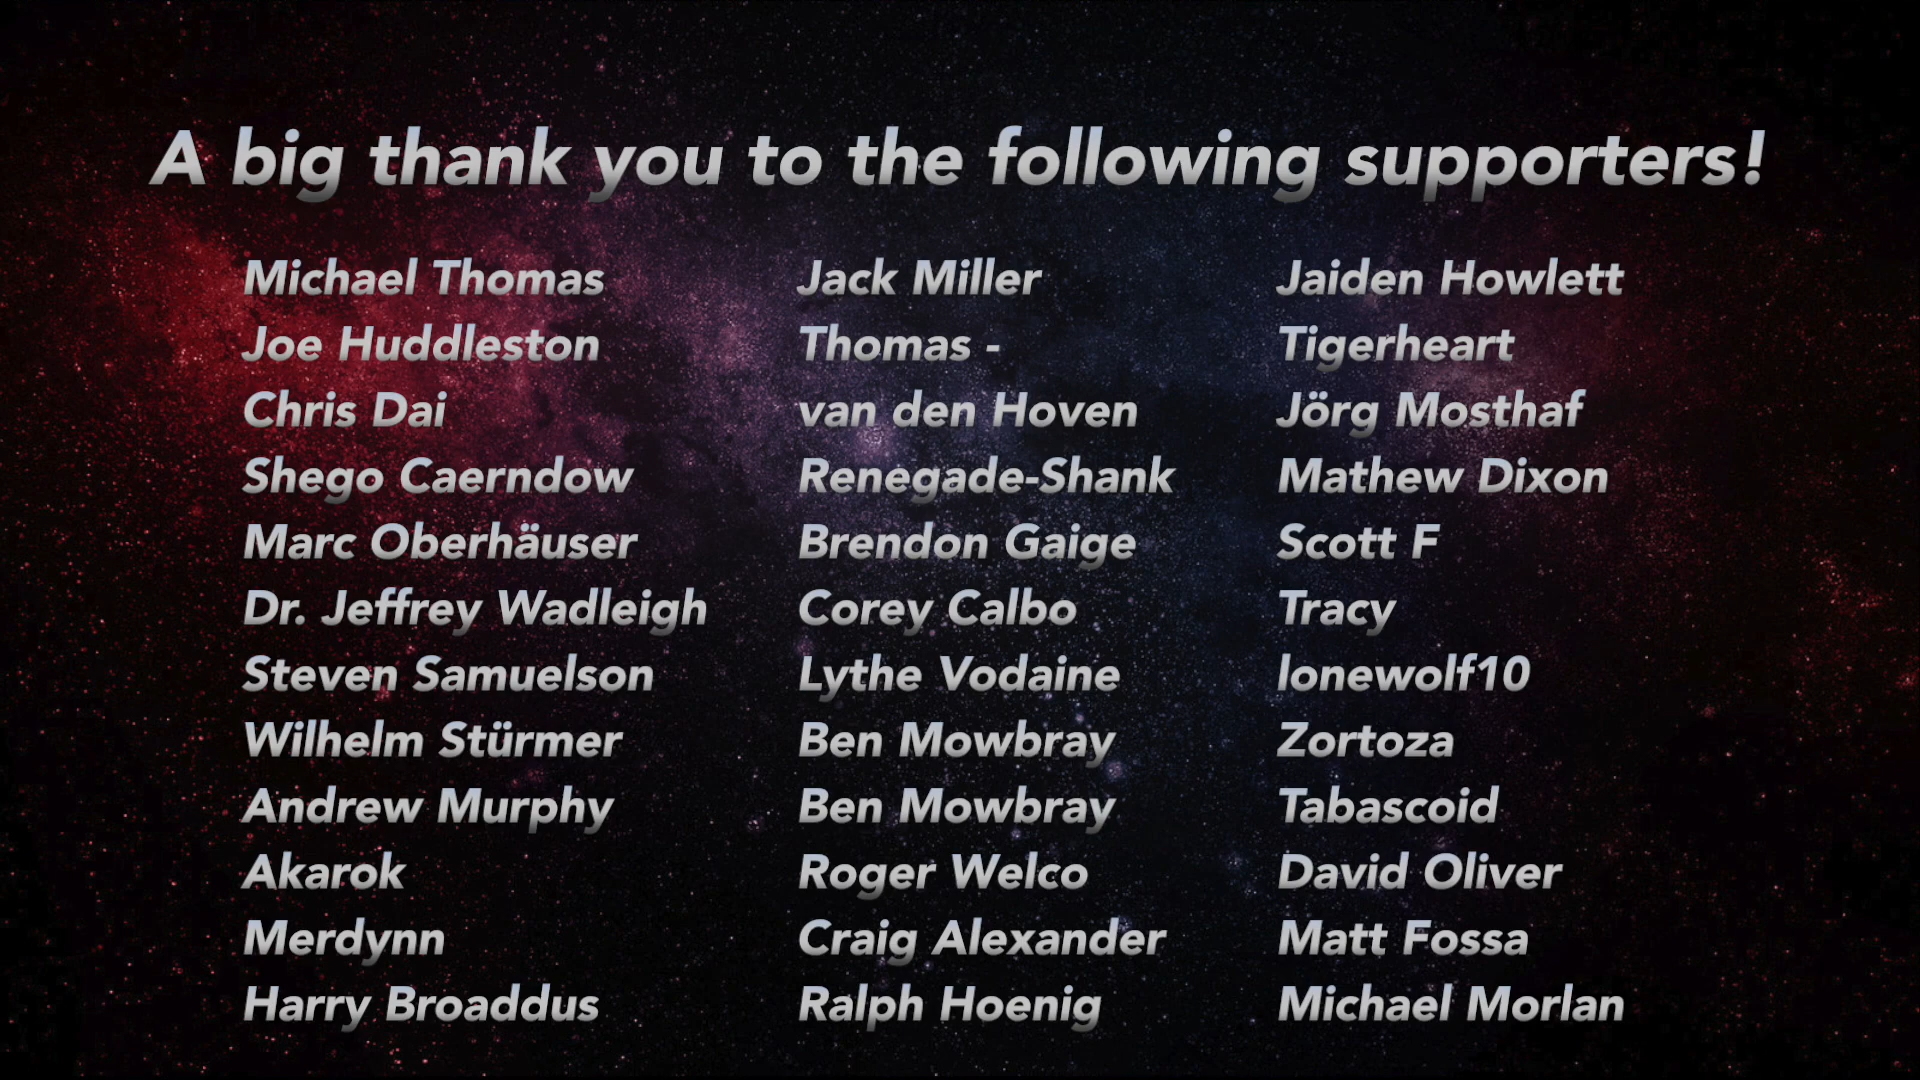 A big thank you to the following supporters!
Michael Thomas
Joe Huddleston
Chris Dai
Shego Caerndow
Marc Oberhäuser
Dr. Jeffrey Wadleigh
Steven Samuelson
Wilhelm Stürmer
Andrew Murphy
Akarok
Merdynn
Harry Broaddus
Jack Miller
Thomas -
van den Hoven
Renegade-Shank
Brendon Gaige
Corey Calbo
Lythe Vodaine
Ben Mowbray
Ben Mowbray
Roger Welco
Craig Alexander
Ralph Hoenig
Jaiden Howlett
Tigerheart
Jörg Mosthaf
Mathew Dixon
Scott F
Tracy
lonewolf10
Zortoza
Tabascoid
David Oliver
Matt Fossa
Michael Morlan